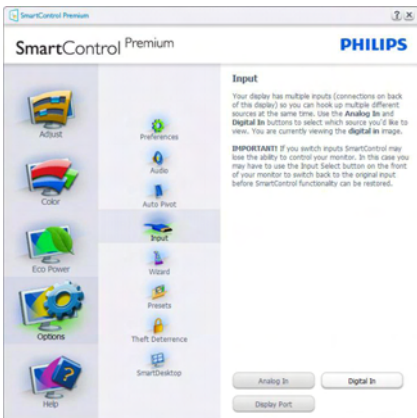 SmartControl Premium
SmartControl Premium
PHILIPS
Adjust
Color
Eco Power
Options
Help
Preferences
Audio
Auto Pivot
Input
Wizard
Presets
Theft Deterrence
SmartDesktop
Input
Your display has multiple inputs (connections on back
of this display) so you can hook up multiple different
sources at the same time. Use the Analog In and
Digital In buttons to select which source you'd like to
view. You are currently viewing the digital in image.
IMPORTANT! If you switch inputs SmartControl may
lose the ability to control your monitor. In this case you
may have to use the Input Select button on the front
of your monitor to switch back to the original input
before SmartControl functionality can be restored.
Analog In
Digital In
Display Port